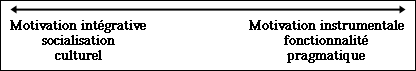 Motivation intégrative
socialisation
culturel
Motivation instrumentale
fonctionnalité
pragmatique